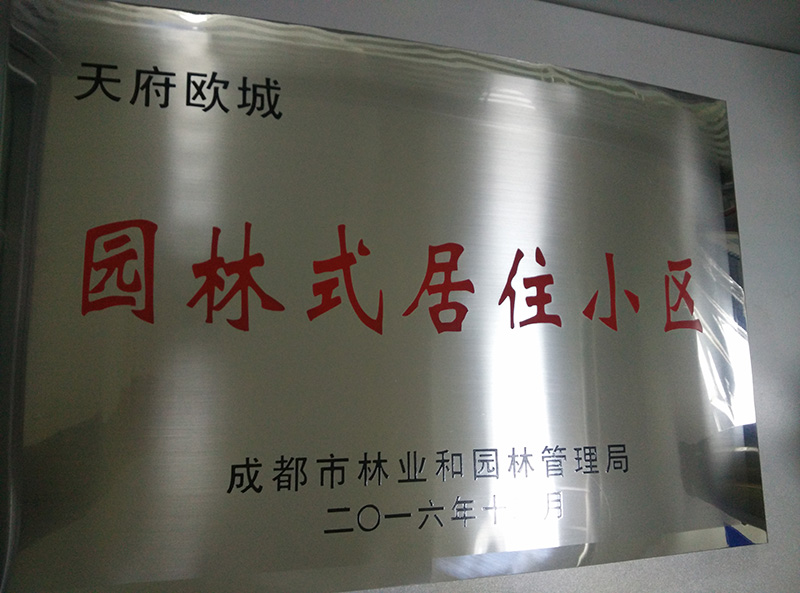 天府欧城
园林式居住小区
成都市林业和园林管理局
二〇一六年十 月